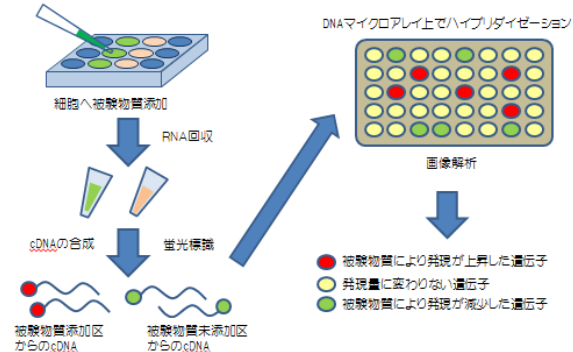 DNAマイクロアレイ上でハイブリダイゼーション
細胞へ被験物質添加
RNA回収
画像解析
cDNAの合成
蛍光標識
被験物質により発現が上昇した遺伝子
発現量に変わりない遺伝子
被験物質により発現が減少した遺伝子
被験物質添加区
からのcDNA
被験物質未添加区
からのcDNA